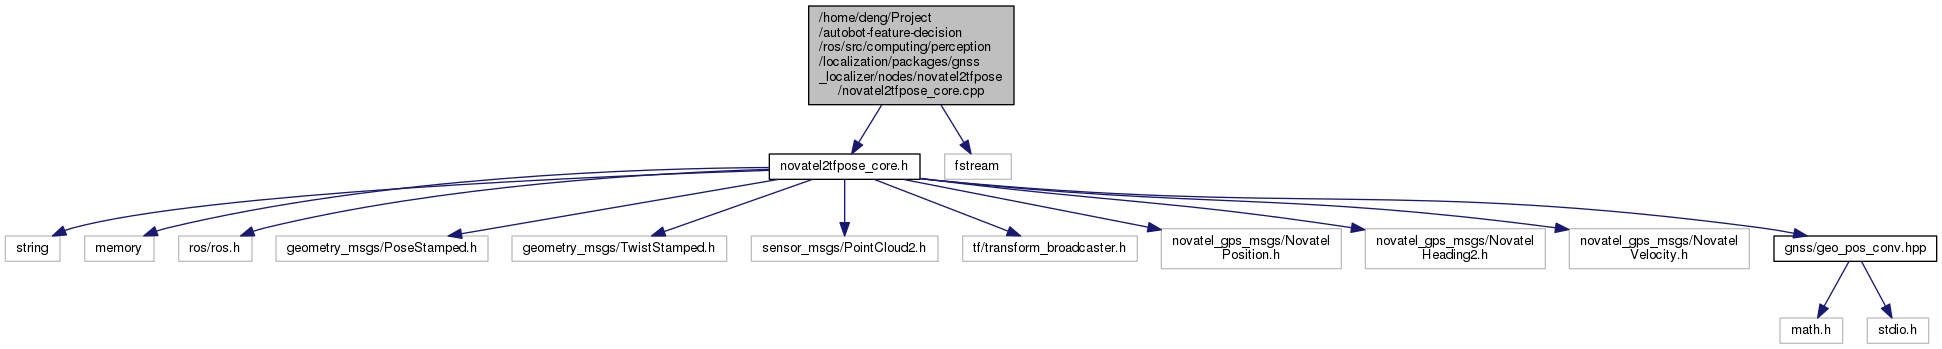 /home/deng/Project
/autobot-feature-decision
/ros/src/computing/perception
/localization/packages/gnss
_localizer/nodes/novatel2tfpose
/novatel2tfpose_core.cpp
novatel2tfpose_core.h
fstream
string
memory
ros/ros.h
geometry_msgs/PoseStamped.h
geometry_msgs/TwistStamped.h
sensor_msgs/PointCloud2.h
tf/transform_broadcaster.h
novatel_gps_msgs/Novatel
Position.h
novatel_gps_msgs/Novatel
Heading2.h
novatel_gps_msgs/Novatel
Velocity.h
gnss/geo_pos_conv.hpp
math.h
stdio.h